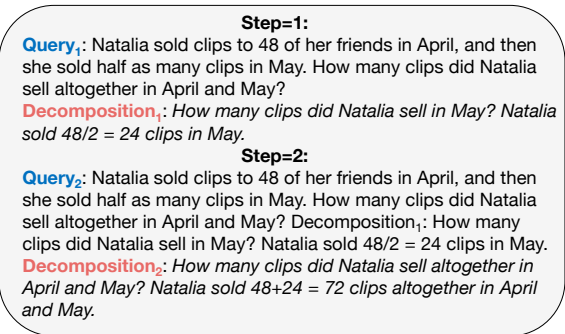 Step=1:
Query₁: Natalia sold clips to 48 of her friends in April, and then
she sold half as many clips in May. How many clips did Natalia
sell altogether in April and May?
Decomposition₁: How many clips did Natalia sell in May? Natalia
sold 48/2 = 24 clips in May.
Step=2:
Query₂: Natalia sold clips to 48 of her friends in April, and then
she sold half as many clips in May. How many clips did Natalia
sell altogether in April and May? Decomposition₁: How many
clips did Natalia sell in May? Natalia sold 48/2 = 24 clips in May.
Decomposition₂: How many clips did Natalia sell altogether in
April and May? Natalia sold 48+24 = 72 clips altogether in April
and May.